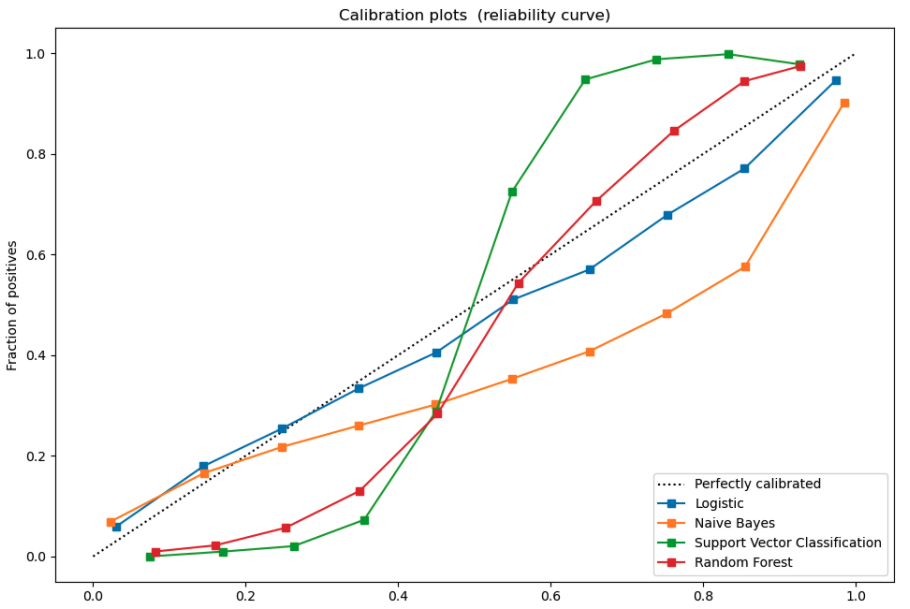 Calibration plots  (reliability curve)
1.0
0.8
0.6
0.4
0.2
0.0
Fraction of positives
Perfectly calibrated
Logistic
Naive Bayes
Support Vector Classification
Random Forest
0.0 0.2 0.4 0.6 0.8 1.0